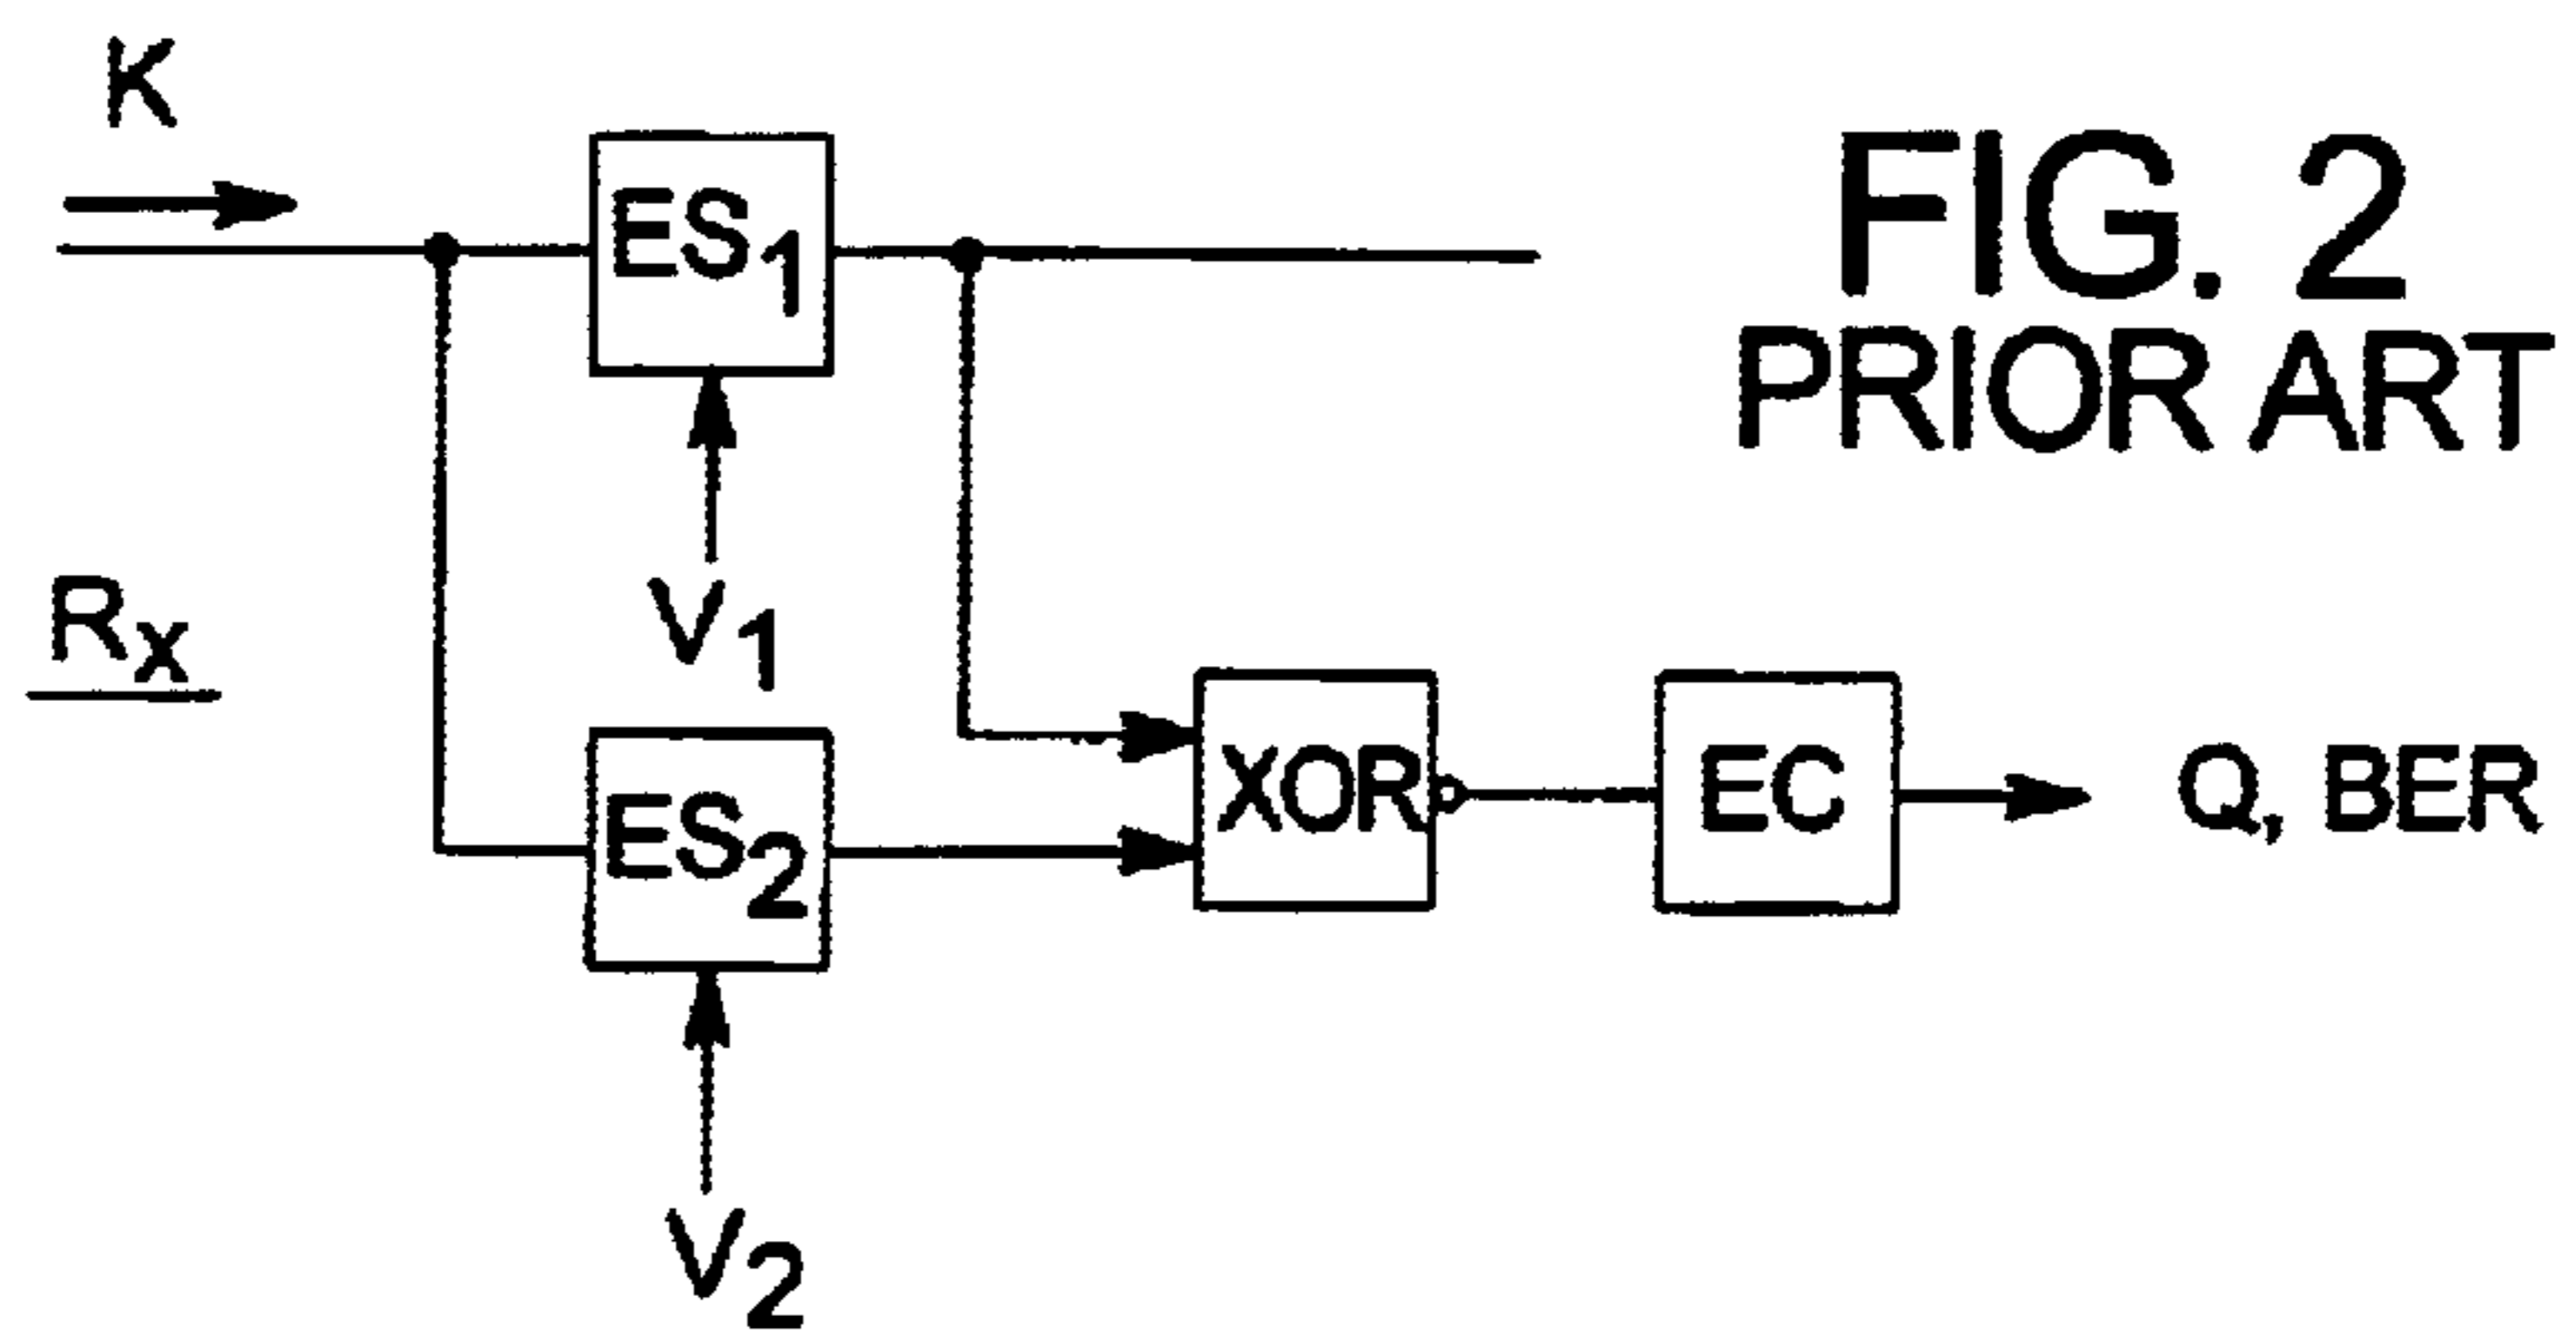 K
FIG. 2
PRIOR ART
ES1
V1
Rx
XOR
EC
Q, BER
ES2
V2